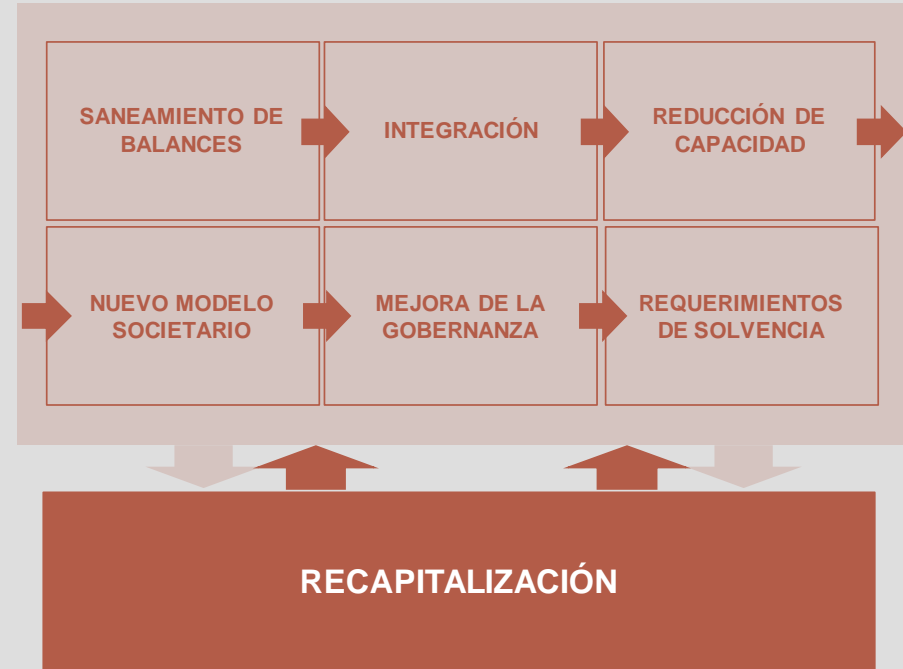 SANEAMIENTO DE
BALANCES
INTEGRACIÓN
REDUCCIÓN DE
CAPACIDAD
NUEVO MODELO
SOCIETARIO
MEJORA DE LA
GOBERNANZA
REQUERIMIENTOS
DE SOLVENCIA
RECAPITALIZACIÓN